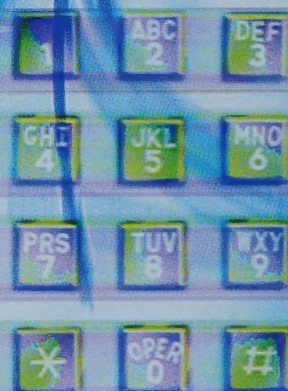 1 ABC 2 DEF 3
GHI 4 JKL 5 MNO 6
PRS 7 TUV 8 WXY 9
* OPER 0 #